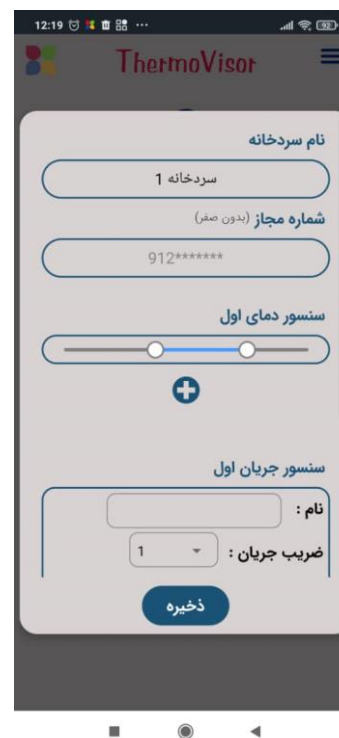 12:19
92
ThermoVisor
نام سردخانه
سردخانه 1
شماره مجاز (بدون صفر)
912*******
سنسور دمای اول
سنسور جریان اول
نام :
ضریب جریان : 1
ذخیره